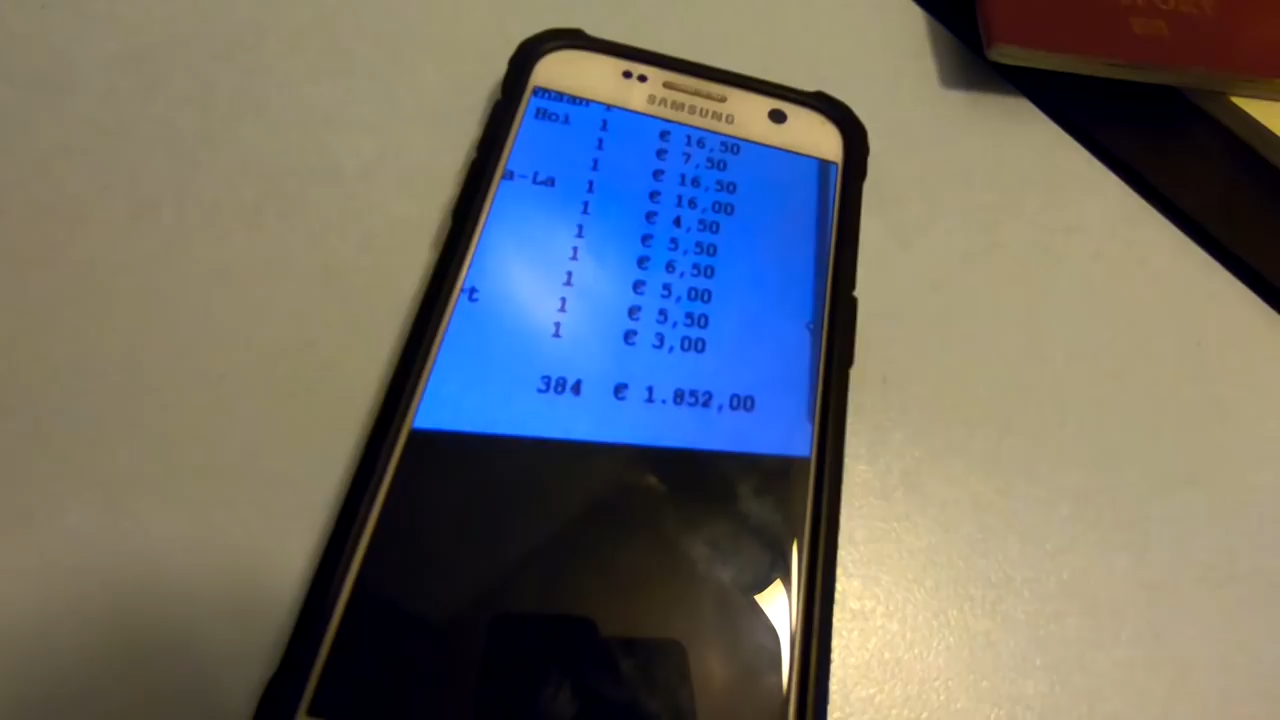 SAMSUNG
Hoi 1 € 16,50
1 € 7,50
1 € 16,50
a-La 1 € 16,00
1 € 4,50
1 € 5,50
1 € 6,50
1 € 5,00
t 1 € 5,50
1 € 3,00
384 € 1.852,00